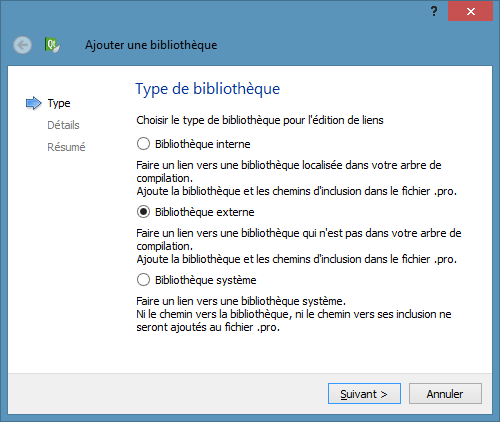 ?
Qt
Ajouter une bibliothèque
Type de bibliothèque
Type
Détails
Résumé
Choisir le type de bibliothèque pour l'édition de liens
Bibliothèque interne
Faire un lien vers une bibliothèque localisée dans votre arbre de
compilation.
Ajoute la bibliothèque et les chemins d'inclusion dans le fichier .pro.
Bibliothèque externe
Faire un lien vers une bibliothèque qui n'est pas dans votre arbre de
compilation.
Ajoute la bibliothèque et les chemins d'inclusion dans le fichier .pro.
Bibliothèque système
Faire un lien vers une bibliothèque système.
Ni le chemin vers la bibliothèque, ni le chemin vers ses inclusion ne
seront ajoutés au fichier .pro.
Suivant >
Annuler